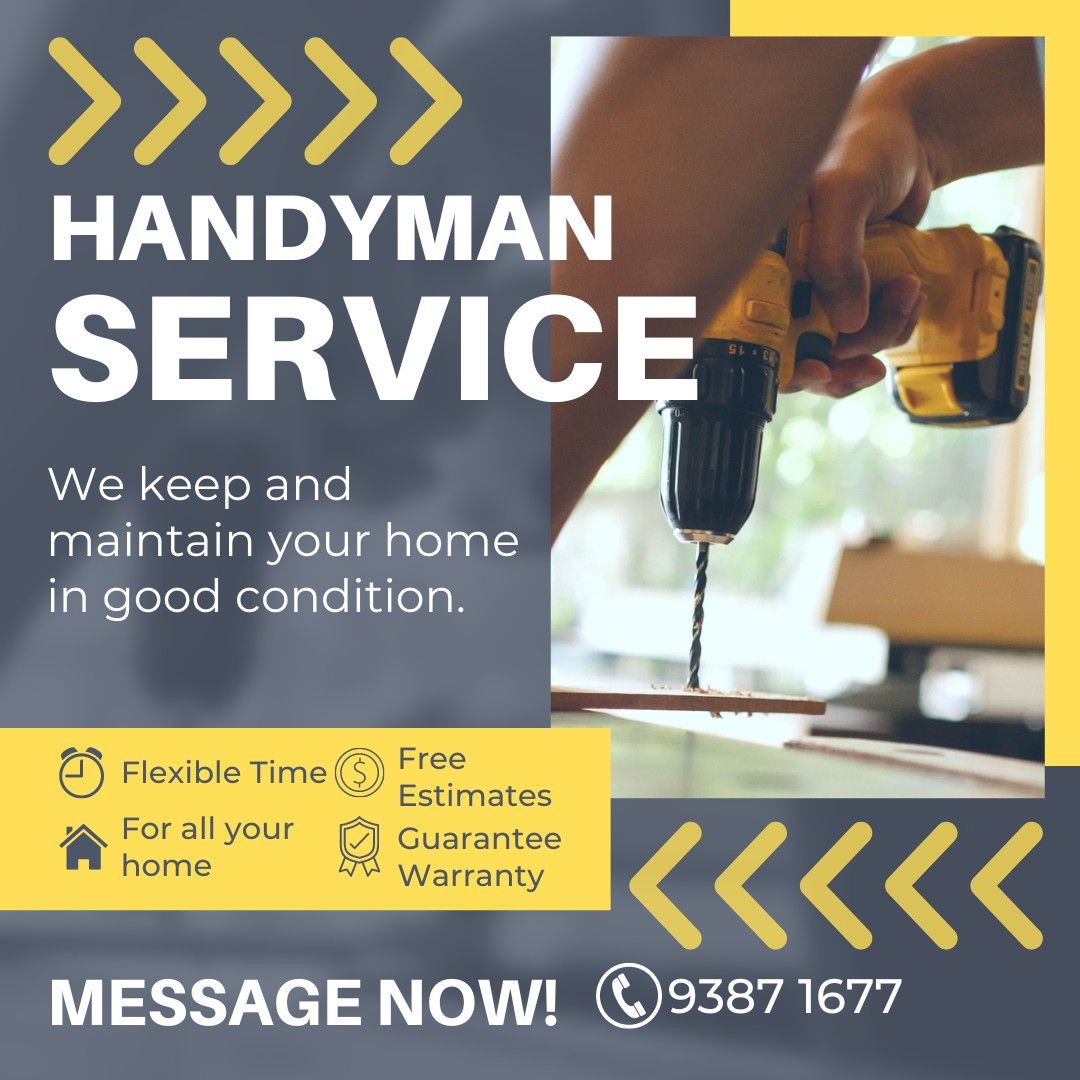 HANDYMAN
SERVICE
We keep and
maintain your home
in good condition.
Flexible Time
Free
Estimates
For all your
home
Guarantee
Warranty
MESSAGE NOW!
9387 1677